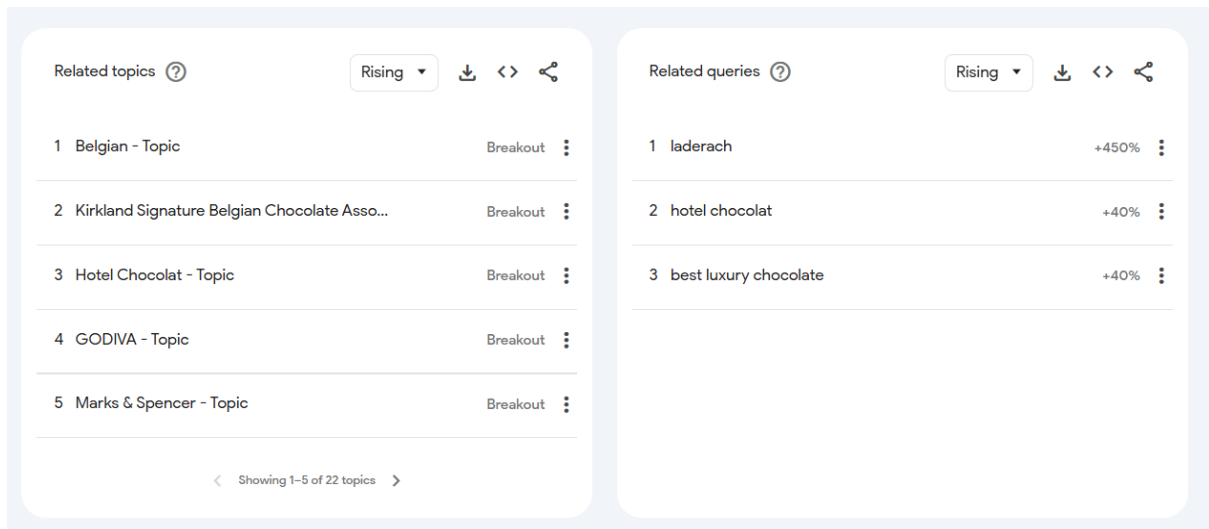 Related topics
Rising
1 Belgian - Topic Breakout
2 Kirkland Signature Belgian Chocolate Asso... Breakout
3 Hotel Chocolat - Topic Breakout
4 GODIVA - Topic Breakout
5 Marks & Spencer - Topic Breakout
Showing 1–5 of 22 topics
Related queries
Rising
1 laderach +450%
2 hotel chocolat +40%
3 best luxury chocolate +40%